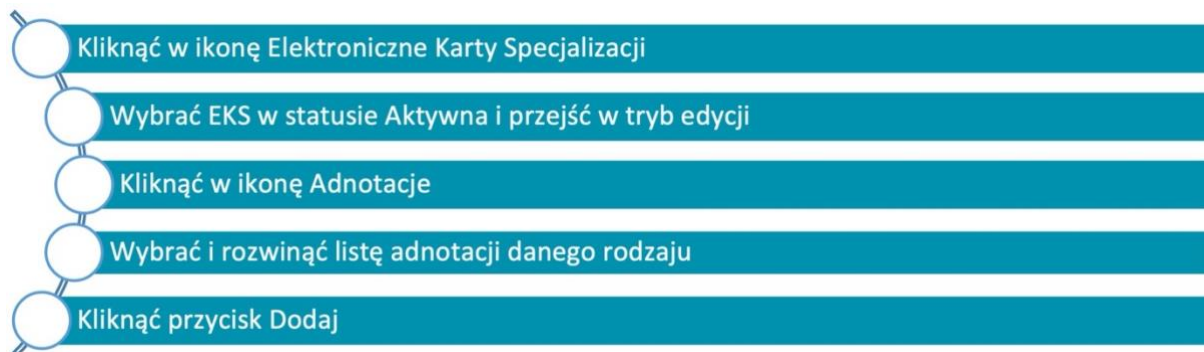 Kliknąć w ikonę Elektroniczne Karty Specjalizacji
Wybrać EKS w statusie Aktywna i przejść w tryb edycji
Kliknąć w ikonę Adnotacje
Wybrać i rozwinąć listę adnotacji danego rodzaju
Kliknąć przycisk Dodaj